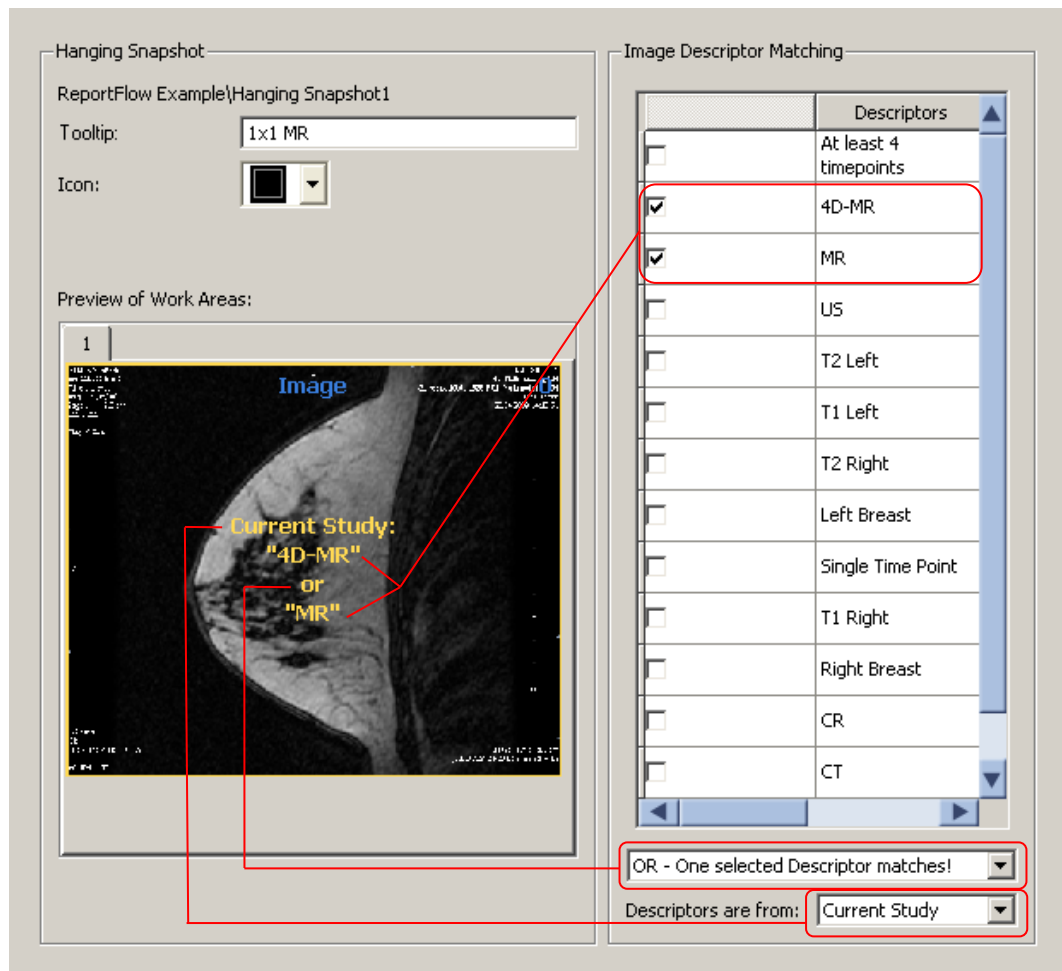 Hanging Snapshot
ReportFlow Example\Hanging Snapshot1
Tooltip:
1x1 MR
Icon:
Preview of Work Areas:
1
Image
Current Study:
"4D-MR"
or
"MR"
Image Descriptor Matching
Descriptors
At least 4
timepoints
4D-MR
MR
US
T2 Left
T1 Left
T2 Right
Left Breast
Single Time Point
T1 Right
Right Breast
CR
CT
OR - One selected Descriptor matches!
Descriptors are from:
Current Study